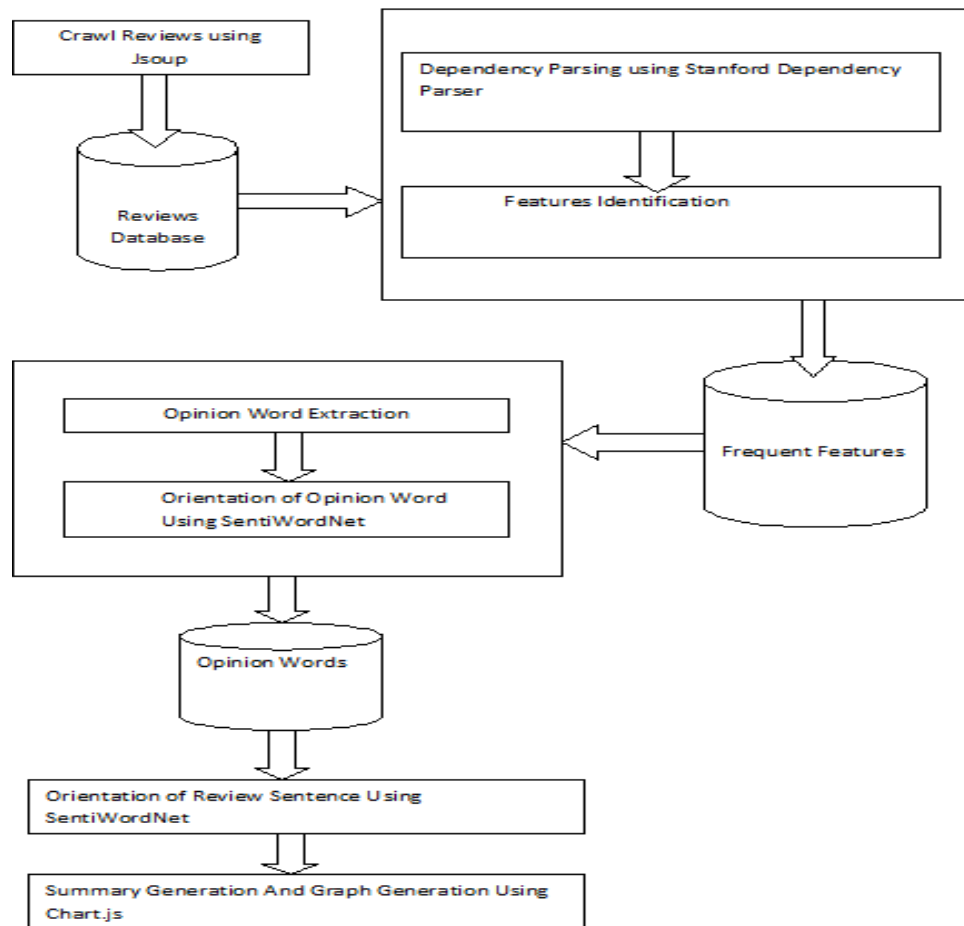 Crawl Reviews using
Jsoup
Dependency Parsing using Stanford Dependency
Parser
Features Identification
Reviews
Database
Opinion Word Extraction
Orientation of Opinion Word
Using SentiWordNet
Frequent Features
Opinion Words
Orientation of Review Sentence Using
SentiWordNet
Summary Generation And Graph Generation Using
Chart.js